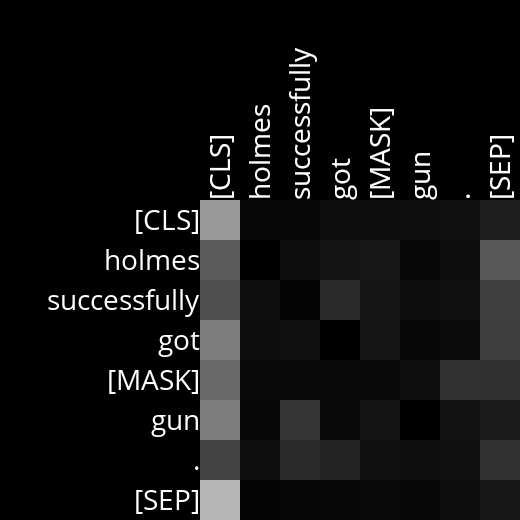 [CLS] holmes successfully got [MASK] gun . [SEP]
[CLS]
holmes
successfully
got
[MASK]
gun
.
[SEP]